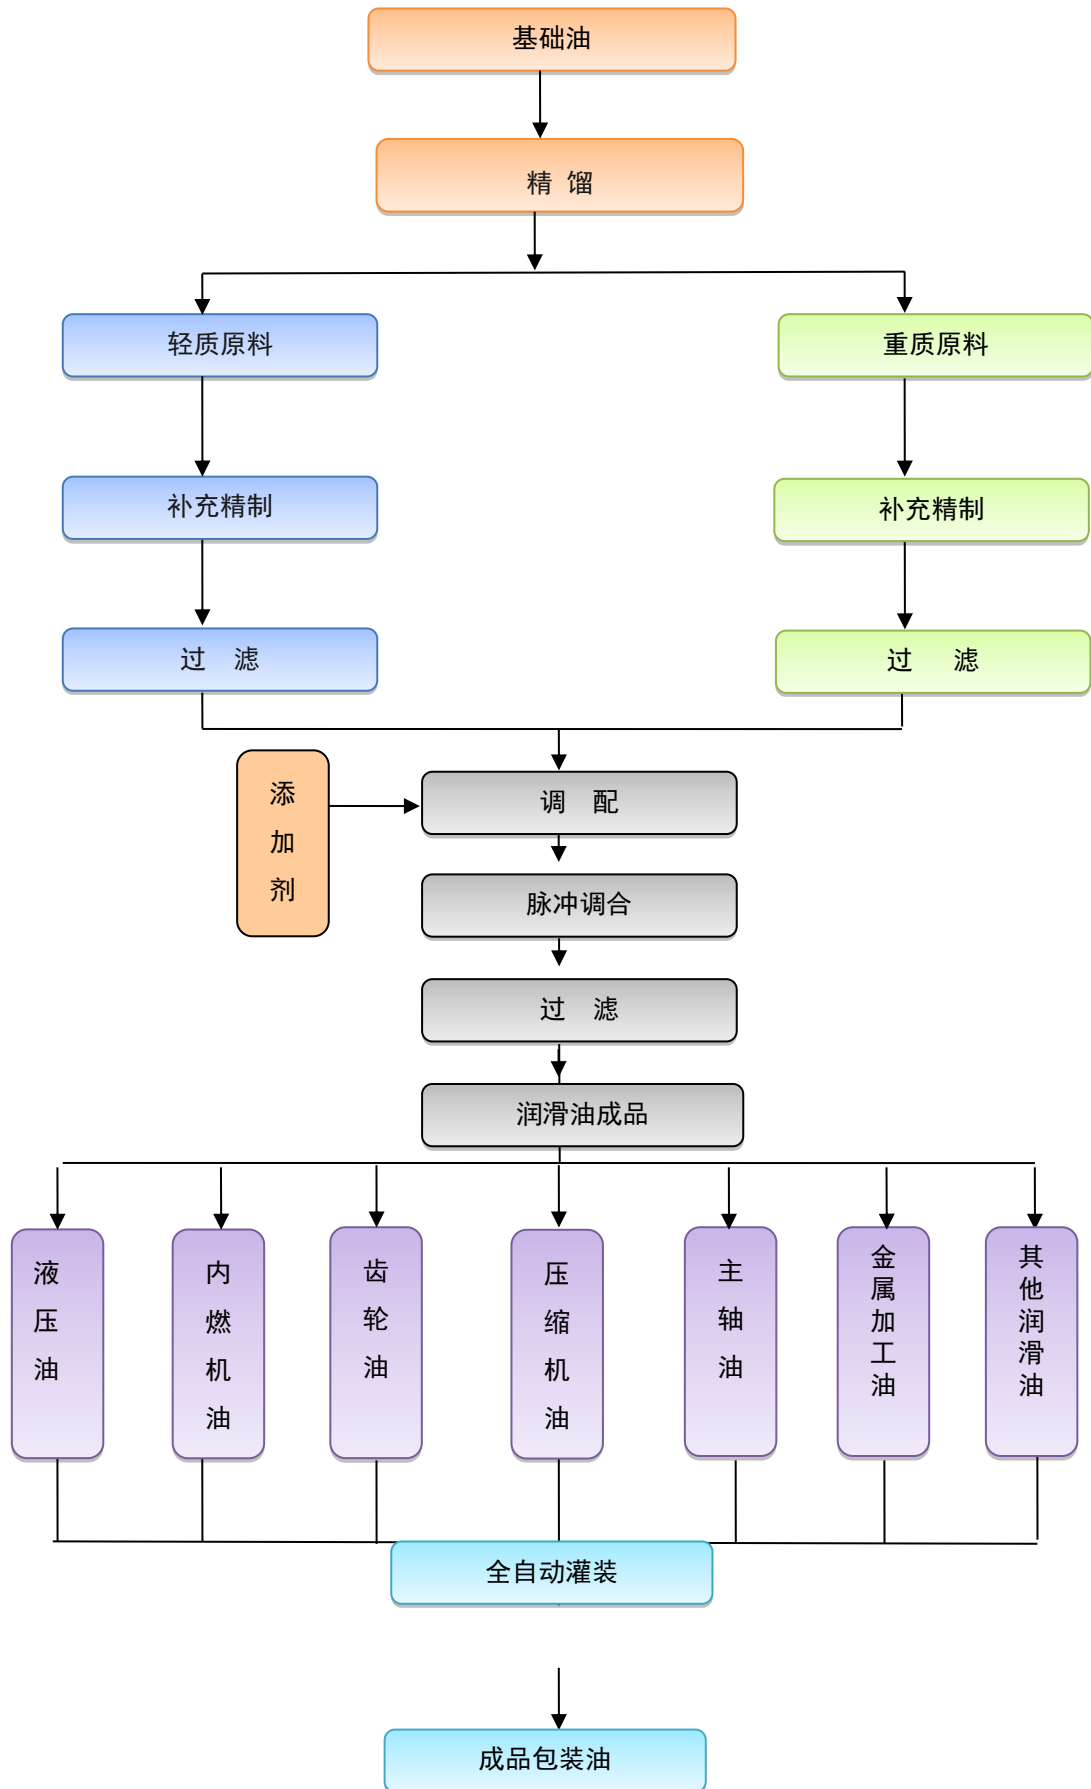 基础油
精 馏
轻质原料
重质原料
补充精制
补充精制
过 滤
过 滤
添加剂
调 配
脉冲调合
过 滤
润滑油成品
液压油
内燃机油
齿轮油
压缩机油
主轴油
金属加工油
其他润滑油
全自动灌装
成品包装油